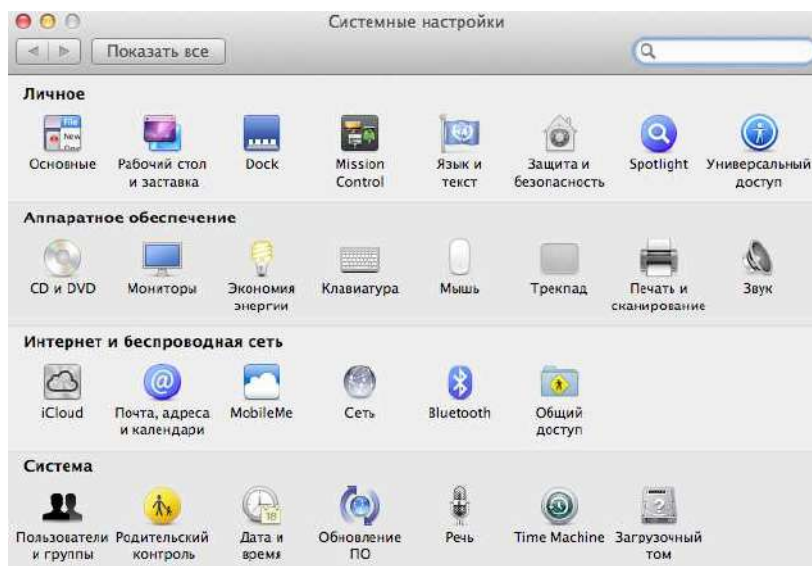 Системные настройки
Показать все
Личное
Основные Рабочий стол Dock Mission Язык и Защита и Spotlight Универсальный
и заставка Control текст безопасность доступ
Аппаратное обеспечение
CD и DVD Мониторы Экономия Клавиатура Мышь Трекпад Печать и Звук
энергии сканирование
Интернет и беспроводная сеть
iCloud Почта, адреса MobileMe Сеть Bluetooth Общий
и календари доступ
Система
Пользователи Родительский Дата и Обновление Речь Time Machine Загрузочный
и группы контроль время ПО том